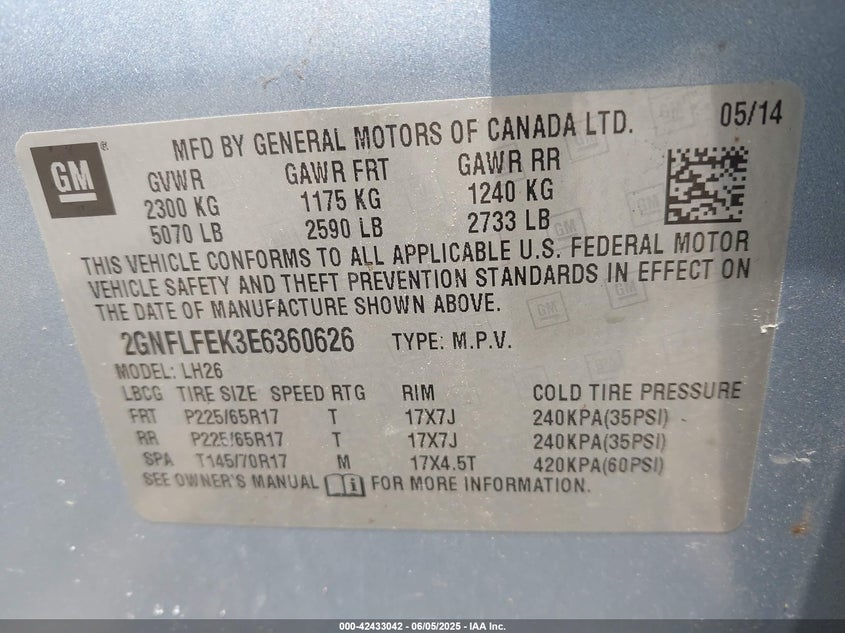 GM
MFD BY GENERAL MOTORS OF CANADA LTD. 05/14
GVWR GAWR FRT GAWR RR
2300 KG 1175 KG 1240 KG
5070 LB 2590 LB 2733 LB
THIS VEHICLE CONFORMS TO ALL APPLICABLE U.S. FEDERAL MOTOR
VEHICLE SAFETY AND THEFT PREVENTION STANDARDS IN EFFECT ON
THE DATE OF MANUFACTURE SHOWN ABOVE.
2GNFLFEK3E6360626 TYPE: M.P.V.
MODEL: LH26
LBCG TIRE SIZE SPEED RTG RIM COLD TIRE PRESSURE
FRT P225/65R17 T 17X7J 240KPA(35PSI)
RR P225/65R17 T 17X7J 240KPA(35PSI)
SPA T145/70R17 M 17X4.5T 420KPA(60PSI)
SEE OWNER'S MANUAL FOR MORE INFORMATION.
000-42433042 - 06/05/2025 - IAA Inc.